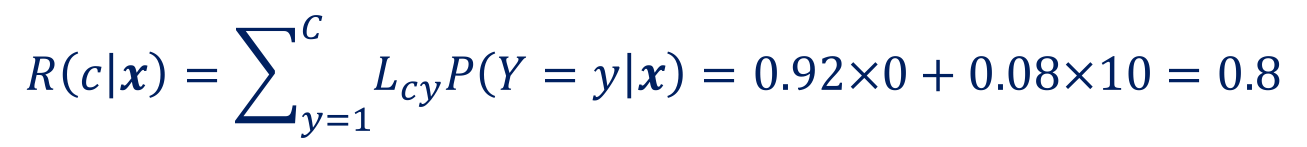 R(c|x) = ∑_{y=1}^{C} L_{cy}P(Y = y|x) = 0.92×0 + 0.08×10 = 0.8